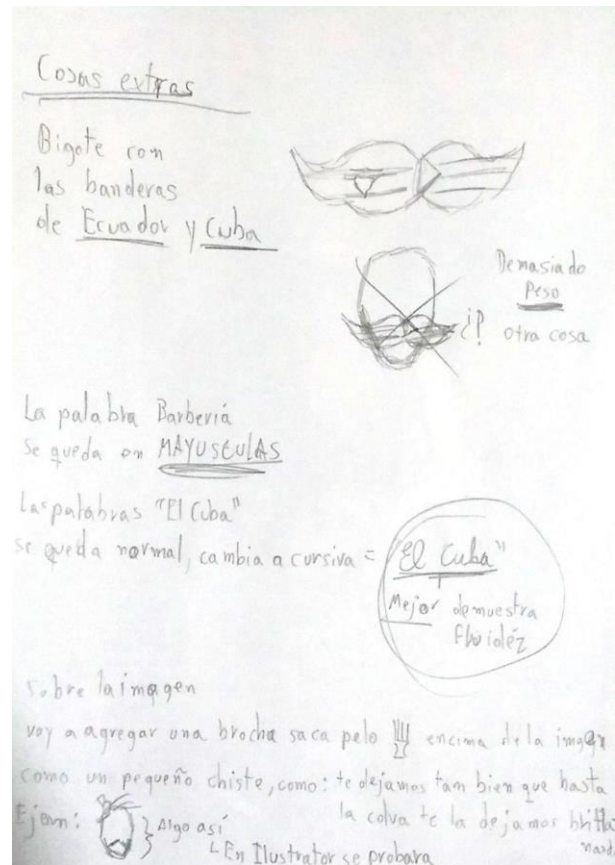 Cosas extras
Bigote con
las banderas
de Ecuador y Cuba
Demasiado
Peso
¿? otra cosa
La palabra Barbería
se queda en MAYUSCULAS
Las palabras "El Cuba"
se queda normal, cambia a cursiva = "El Cuba"
Mejor demuestra
fluidéz
Sobre la imagen
voy a agregar una brocha saca pelo encima de la imagen
como un pequeño chiste, como: te dejamos tam bien que hasta
la calva te la dejamos brilla
nando
Ejem: Algo así
En Ilustrator se probara